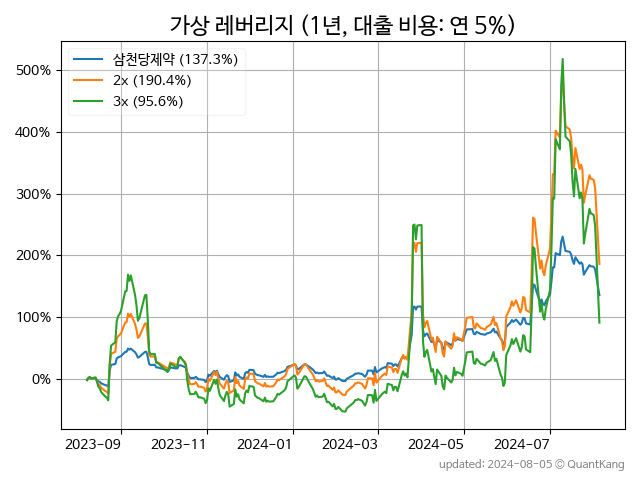 가상 레버리지 (1년, 대출 비용: 연 5%)
삼천당제약 (137.3%)
2x (190.4%)
3x (95.6%)
500%
400%
300%
200%
100%
0%
2023-09 2023-11 2024-01 2024-03 2024-05 2024-07
updated: 2024-08-05 © QuantKang